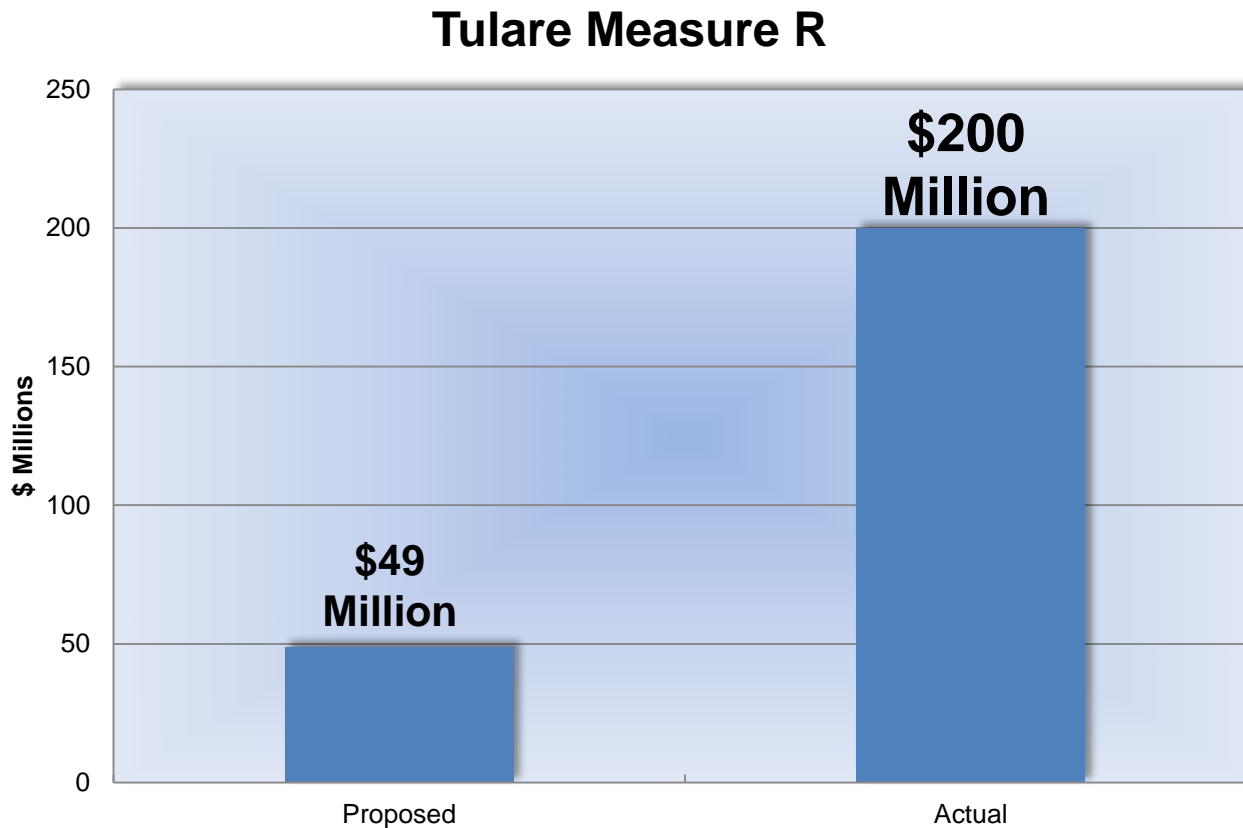 Tulare Measure R
250
200
150
100
50
0
$ Millions
$49
Million
$200
Million
Proposed
Actual